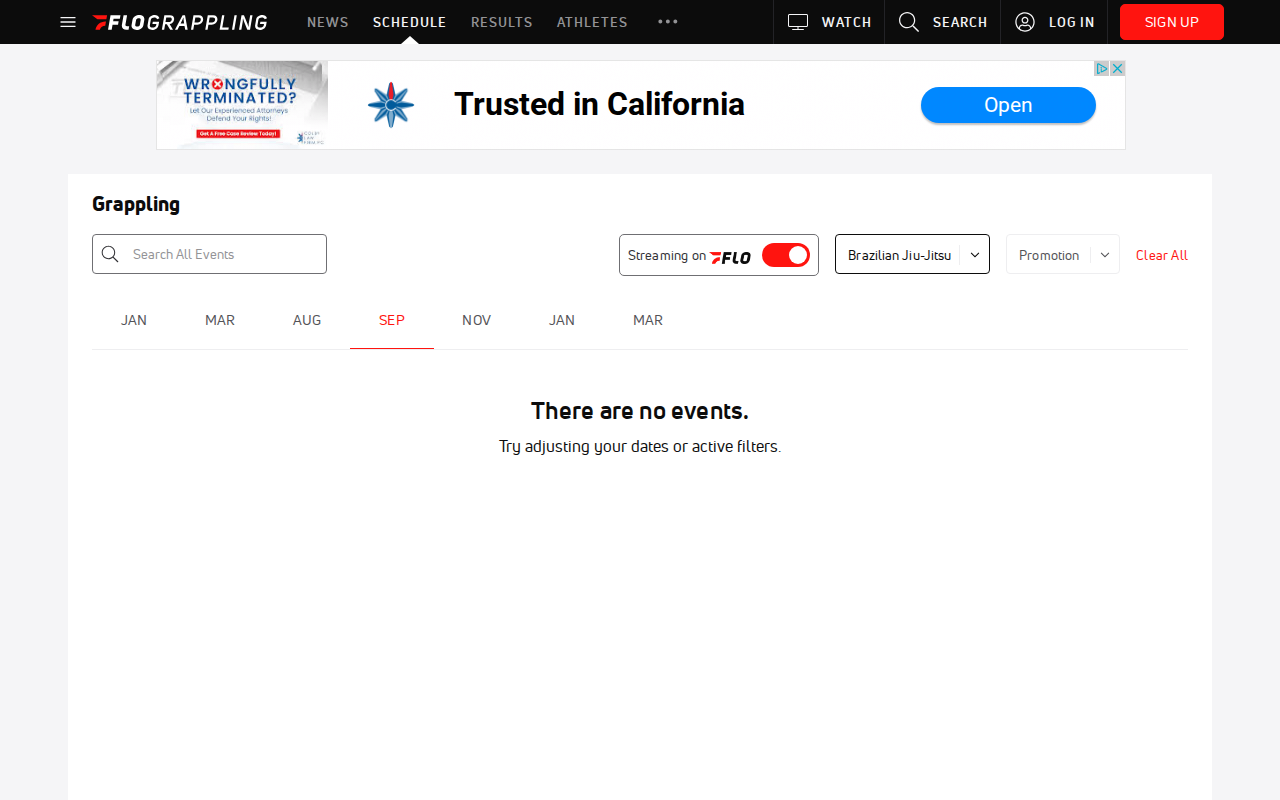 FLOGRAPPLING
NEWS
SCHEDULE
RESULTS
ATHLETES
WATCH
SEARCH
LOG IN
SIGN UP
WRONGFULLY
TERMINATED?
Let Our Experienced Attorneys
Defend Your Rights!
Get A Free Case Review Today!
Trusted in California
Open
Grappling
Search All Events
Streaming on FLO
Brazilian Jiu-Jitsu
Promotion
Clear All
JAN
MAR
AUG
SEP
NOV
JAN
MAR
There are no events.
Try adjusting your dates or active filters.